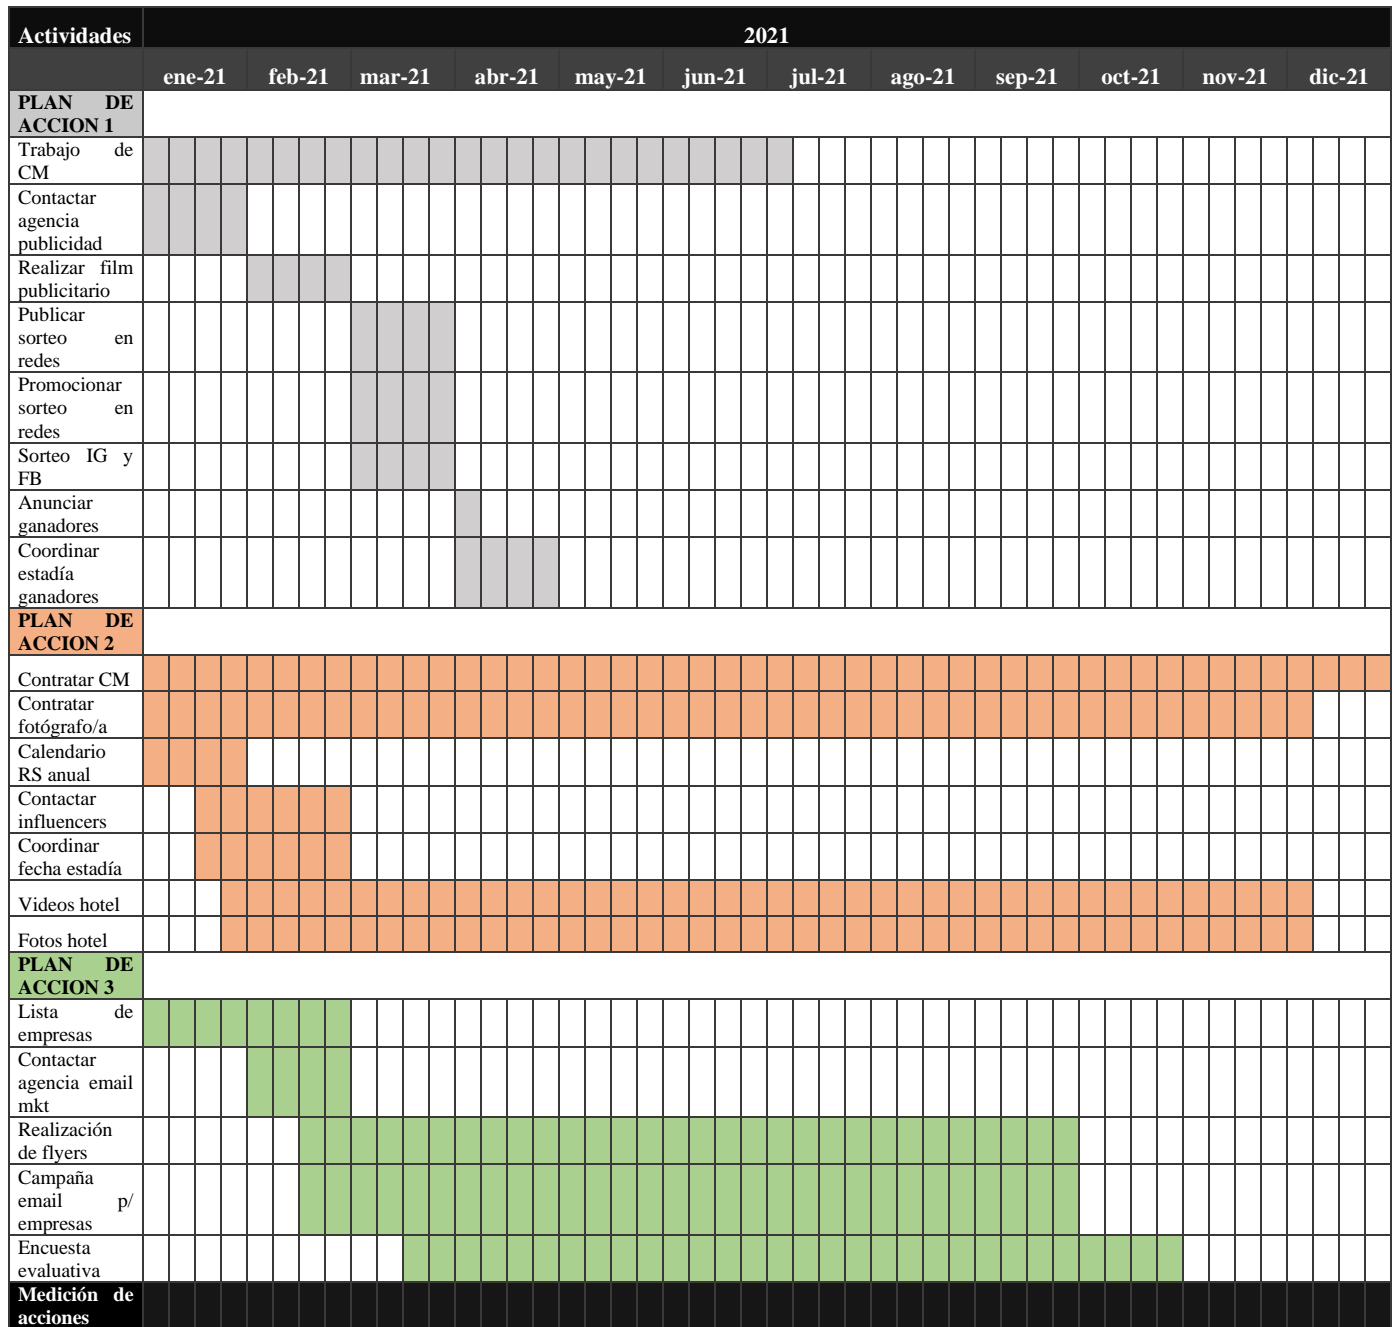 Actividades 2021
ene-21 feb-21 mar-21 abr-21 may-21 jun-21 jul-21 ago-21 sep-21 oct-21 nov-21 dic-21
PLAN DE
ACCION 1
Trabajo de
CM
Contactar
agencia
publicidad
Realizar film
publicitario
Publicar
sorteo en
redes
Promocionar
sorteo en
redes
Sorteo IG y
FB
Anunciar
ganadores
Coordinar
estadía
ganadores
PLAN DE
ACCION 2
Contratar CM
Contratar
fotógrafo/a
Calendario
RS anual
Contactar
influencers
Coordinar
fecha estadía
Videos hotel
Fotos hotel
PLAN DE
ACCION 3
Lista de
empresas
Contactar
agencia email
mkt
Realización
de flyers
Campaña
email p/
empresas
Encuesta
evaluativa
Medición de
acciones